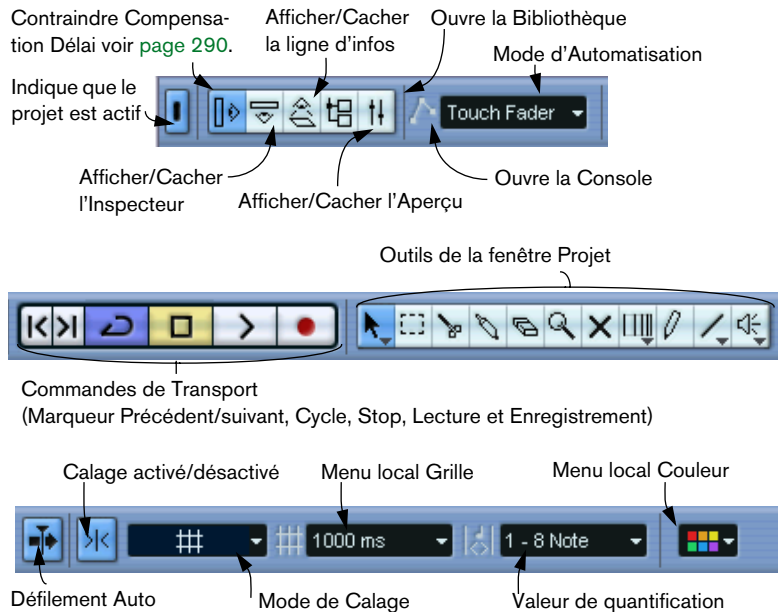 Contraindre Compensa-
tion Délai voir page 290.
Afficher/Cacher
la ligne d'infos
Ouvre la Bibliothèque
Mode d'Automatisation
Indique que le
projet est actif
Touch Fader
Afficher/Cacher
l'Inspecteur
Afficher/Cacher l'Aperçu
Ouvre la Console
Outils de la fenêtre Projet
Commandes de Transport
(Marqueur Précédent/suivant, Cycle, Stop, Lecture et Enregistrement)
Calage activé/désactivé
Menu local Grille
Menu local Couleur
1000 ms
1 - 8 Note
Défilement Auto
Mode de Calage
Valeur de quantification